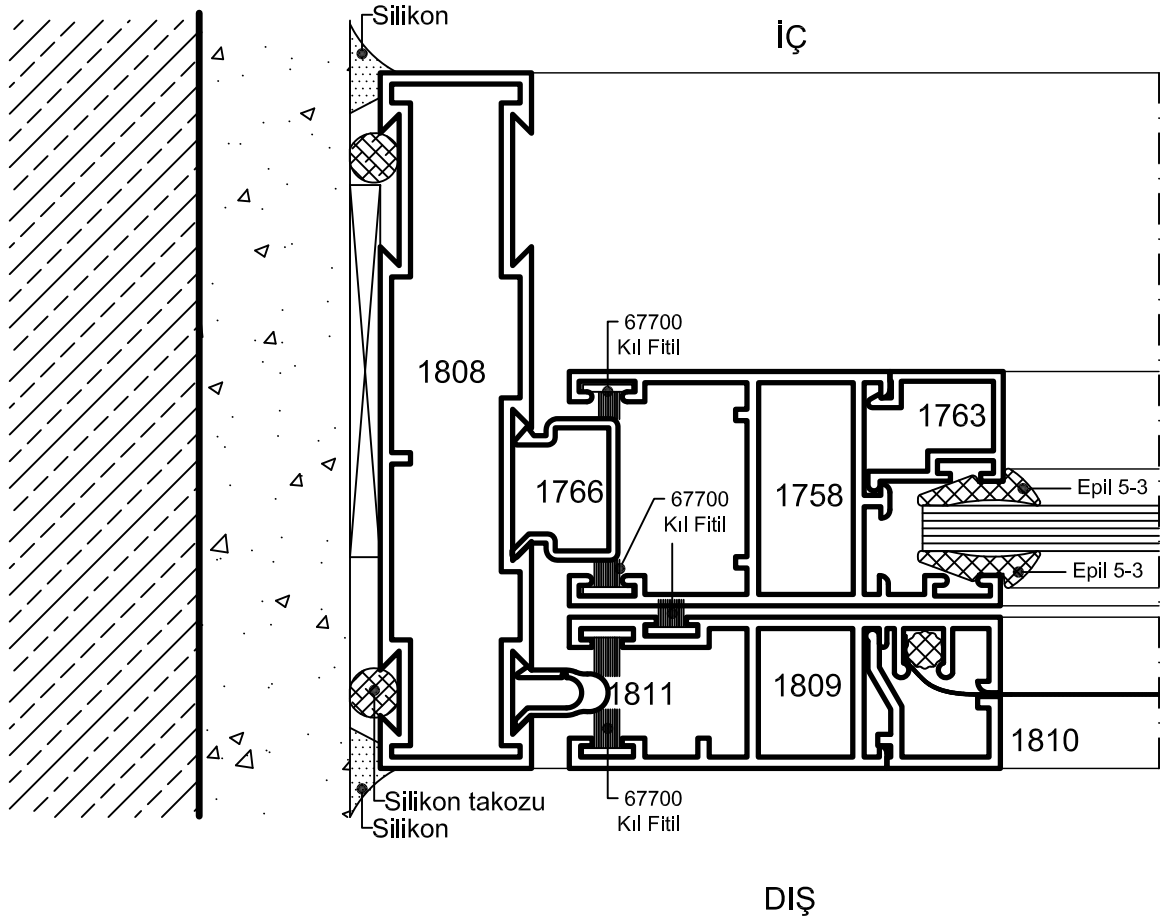 Silikon
İÇ
67700
Kıl Fitil
1808
1763
1766
67700
Kıl Fitil
1758
Epil 5-3
Epil 5-3
1811
1809
1810
Silikon takozu
Silikon
67700
Kıl Fitil
DIŞ